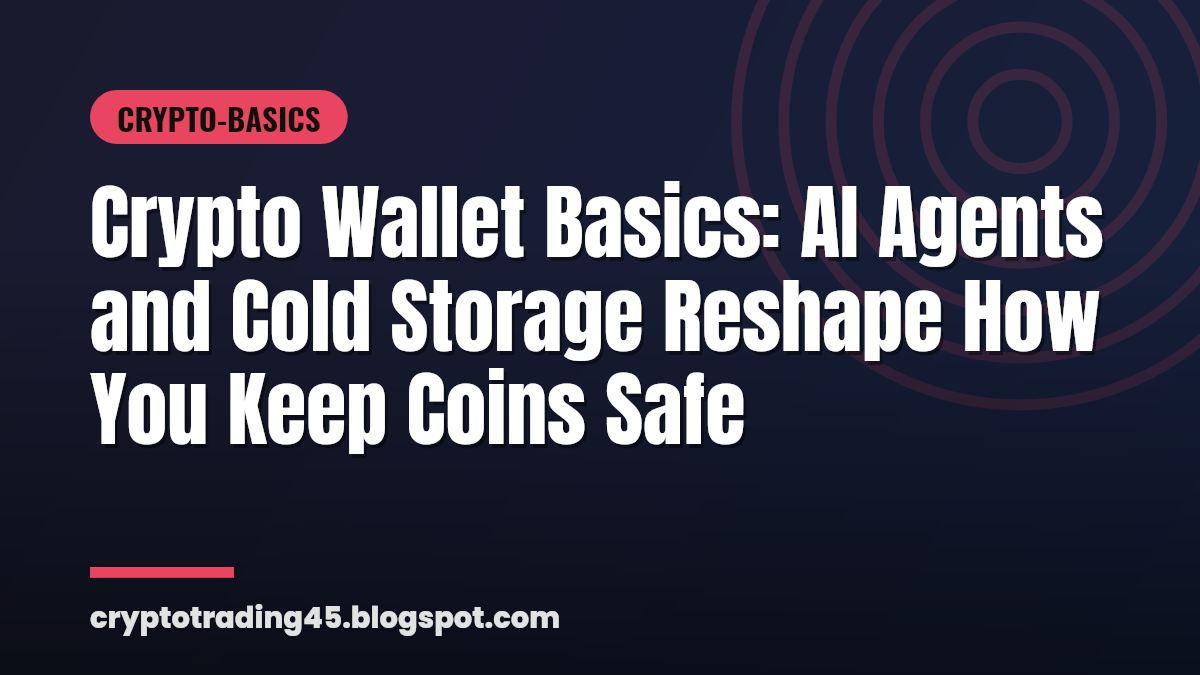 CRYPTO-BASICS
Crypto Wallet Basics: AI Agents
and Cold Storage Reshape How
You Keep Coins Safe
cryptotrading45.blogspot.com